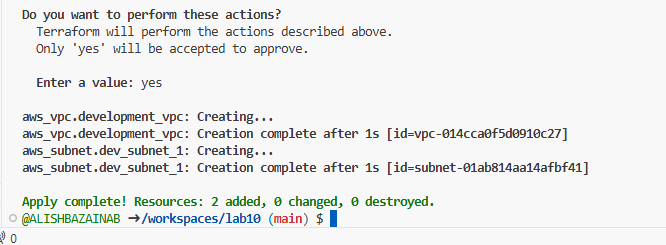 Do you want to perform these actions?
Terraform will perform the actions described above.
Only 'yes' will be accepted to approve.
Enter a value: yes
aws_vpc.development_vpc: Creating...
aws_vpc.development_vpc: Creation complete after 1s [id=vpc-014cca0f5d0910c27]
aws_subnet.dev_subnet_1: Creating...
aws_subnet.dev_subnet_1: Creation complete after 1s [id=subnet-01ab814aa14afbf41]
Apply complete! Resources: 2 added, 0 changed, 0 destroyed.
@ALISHBAZAINAB →/workspaces/lab10 (main) $
0